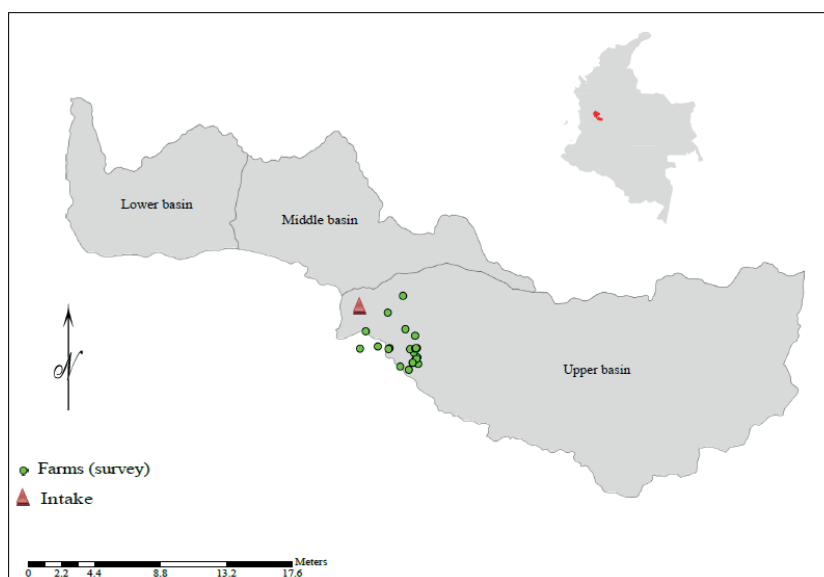 Lower basin
Middle basin
Upper basin
N
Farms (survey)
Intake
Meters
0 2.2 4.4 8.8 13.2 17.6